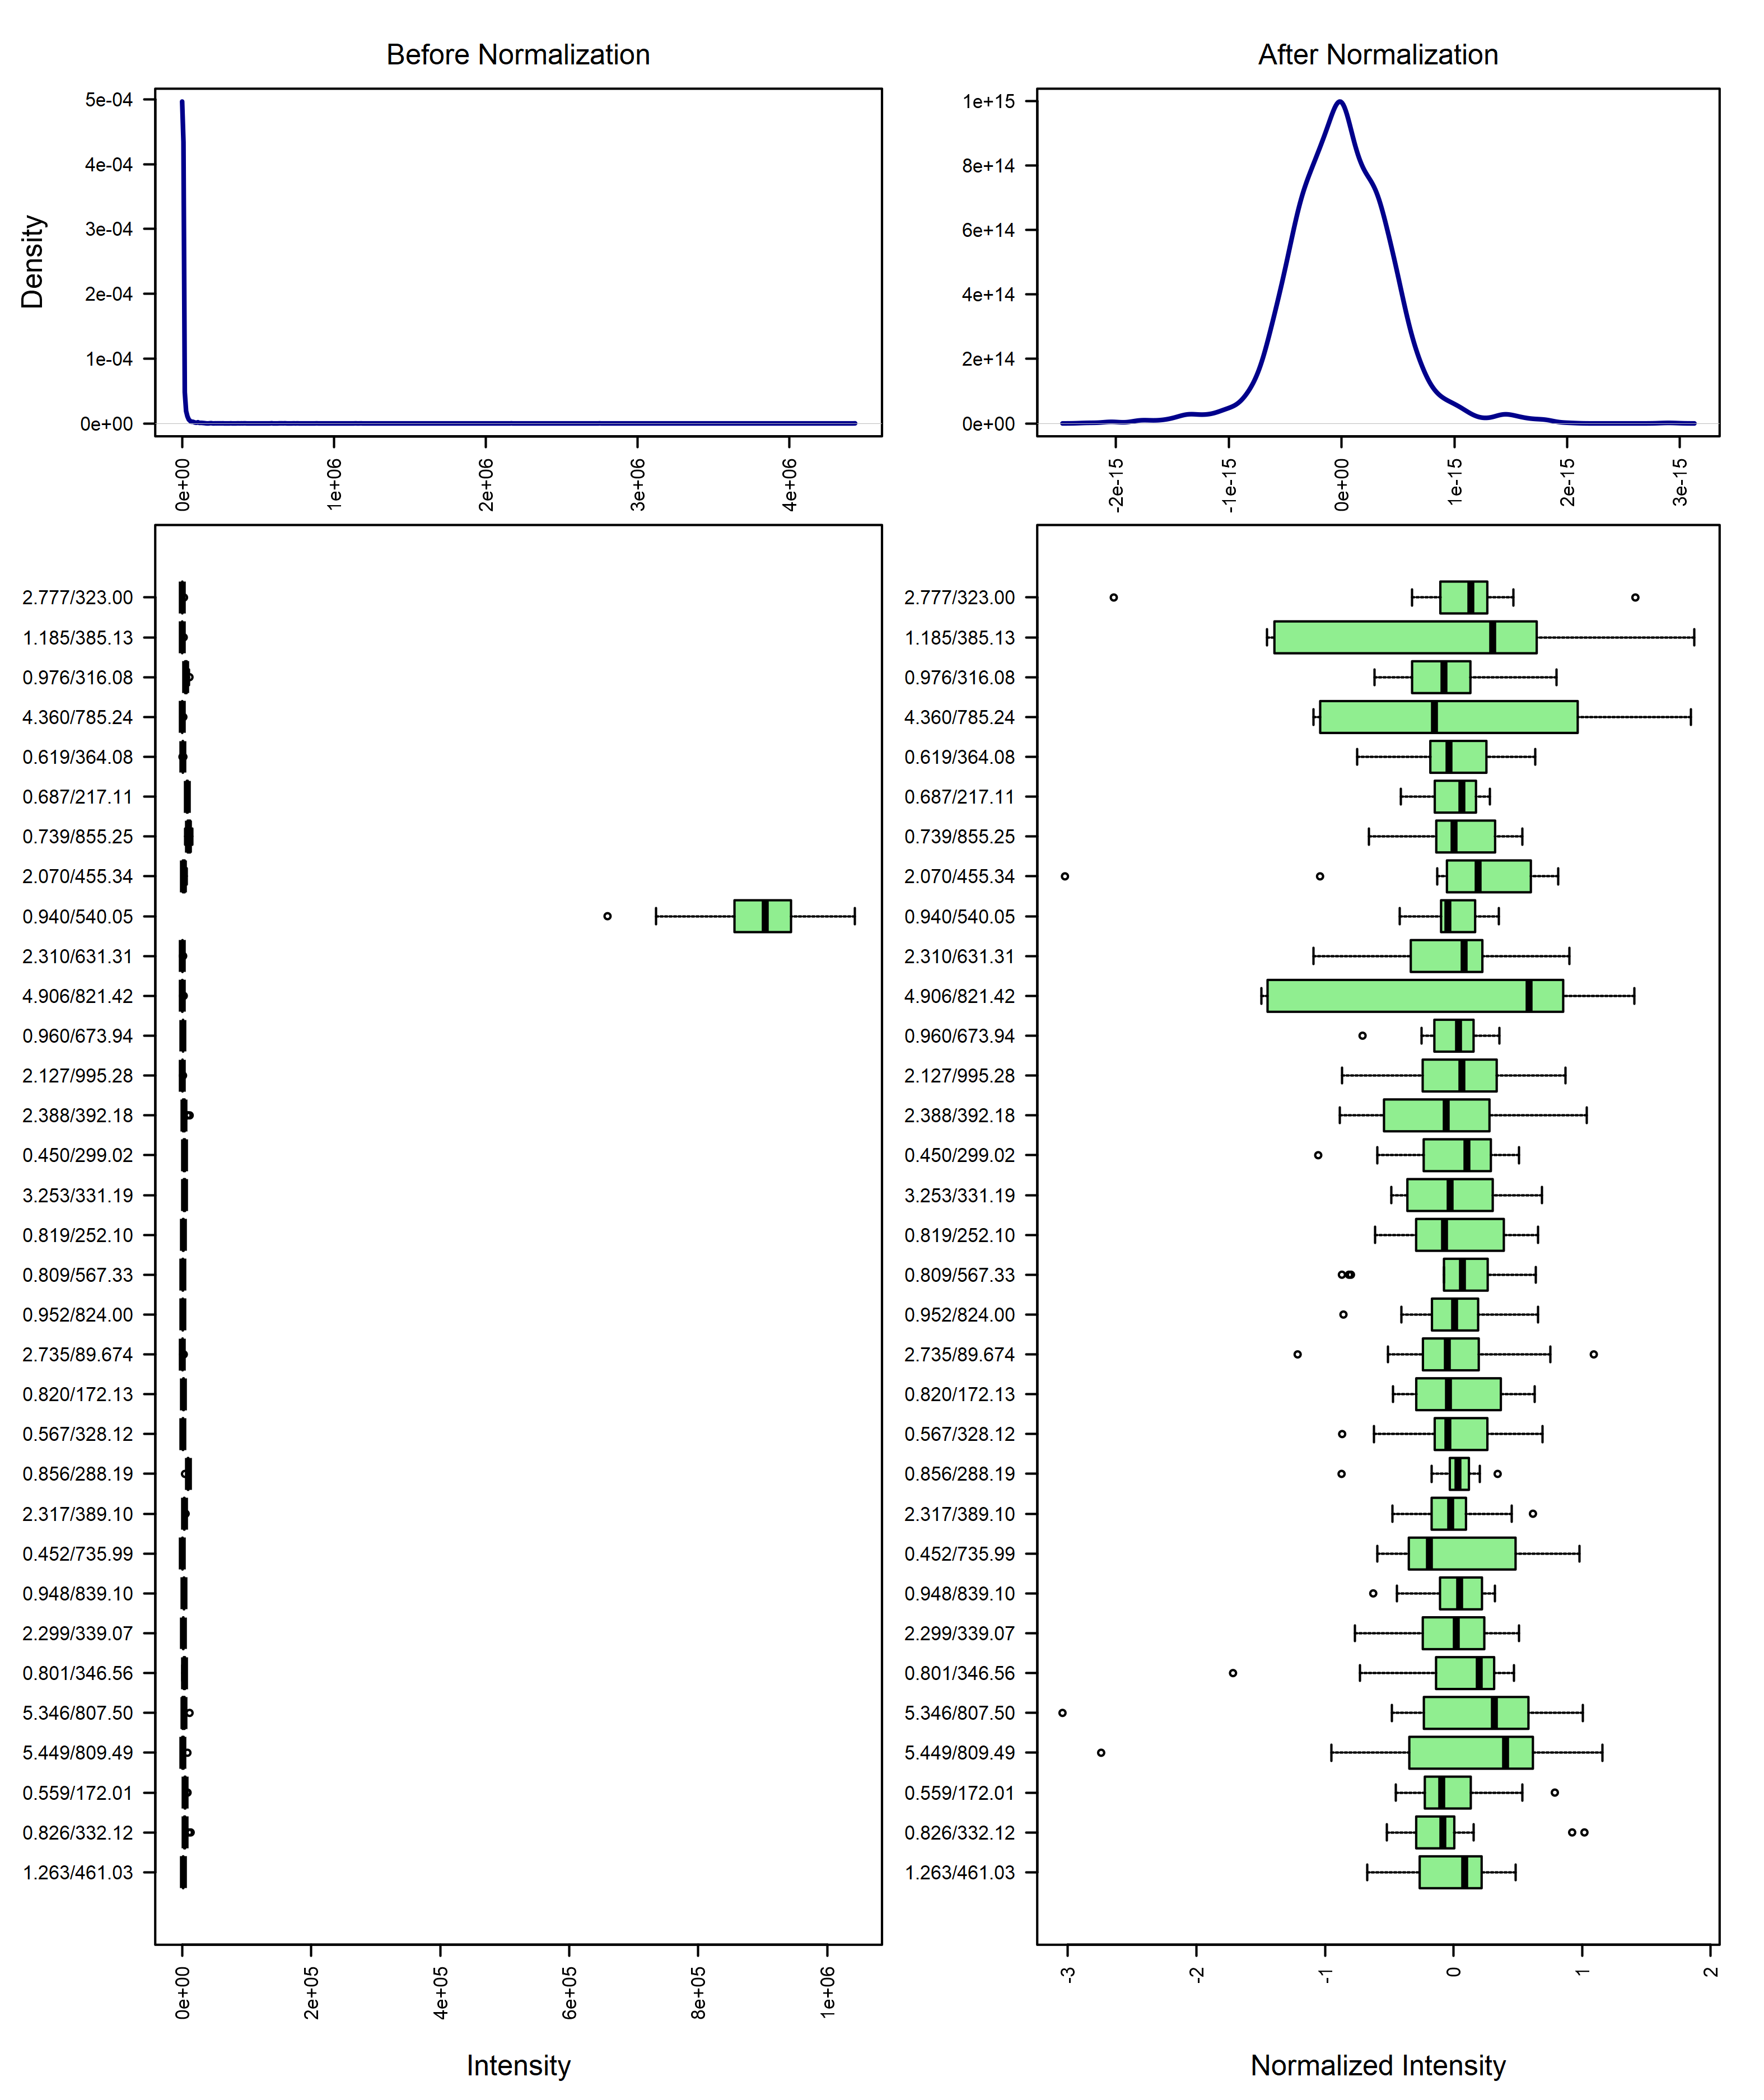 Before Normalization
After Normalization
Density
5e-04
4e-04
3e-04
2e-04
1e-04
0e+00
0e+00
1e+06
2e+06
3e+06
4e+06
1e+15
8e+14
6e+14
4e+14
2e+14
0e+00
-2e-15
-1e-15
0e+00
1e-15
2e-15
3e-15
2.777/323.00
1.185/385.13
0.976/316.08
4.360/785.24
0.619/364.08
0.687/217.11
0.739/855.25
2.070/455.34
0.940/540.05
2.310/631.31
4.906/821.42
0.960/673.94
2.127/995.28
2.388/392.18
0.450/299.02
3.253/331.19
0.819/252.10
0.809/567.33
0.952/824.00
2.735/89.674
0.820/172.13
0.567/328.12
0.856/288.19
2.317/389.10
0.452/735.99
0.948/839.10
2.299/339.07
0.801/346.56
5.346/807.50
5.449/809.49
0.559/172.01
0.826/332.12
1.263/461.03
0e+00
2e+05
4e+05
6e+05
8e+05
1e+06
Intensity
2.777/323.00
1.185/385.13
0.976/316.08
4.360/785.24
0.619/364.08
0.687/217.11
0.739/855.25
2.070/455.34
0.940/540.05
2.310/631.31
4.906/821.42
0.960/673.94
2.127/995.28
2.388/392.18
0.450/299.02
3.253/331.19
0.819/252.10
0.809/567.33
0.952/824.00
2.735/89.674
0.820/172.13
0.567/328.12
0.856/288.19
2.317/389.10
0.452/735.99
0.948/839.10
2.299/339.07
0.801/346.56
5.346/807.50
5.449/809.49
0.559/172.01
0.826/332.12
1.263/461.03
-3
-2
-1
0
1
2
Normalized Intensity